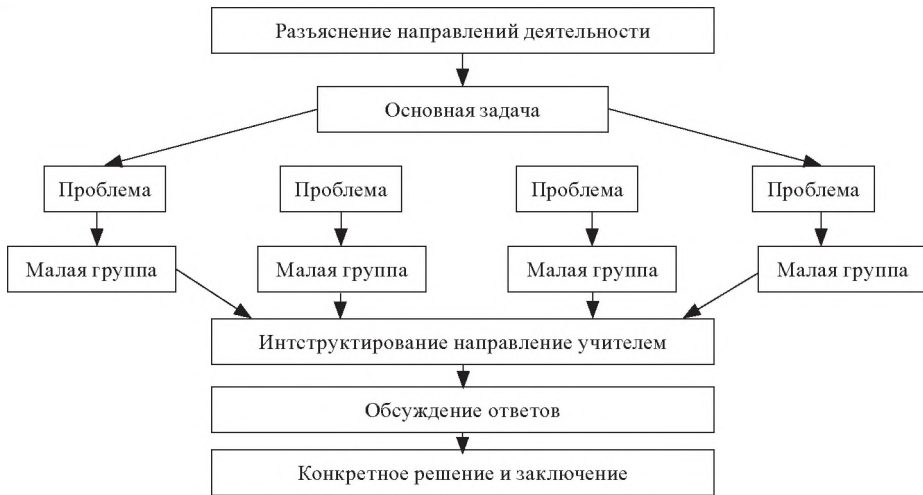 Разъяснение направлений деятельности
Основная задача
Проблема
Проблема
Проблема
Проблема
Малая группа
Малая группа
Малая группа
Малая группа
Интструктирование направление учителем
Обсуждение ответов
Конкретное решение и заключение